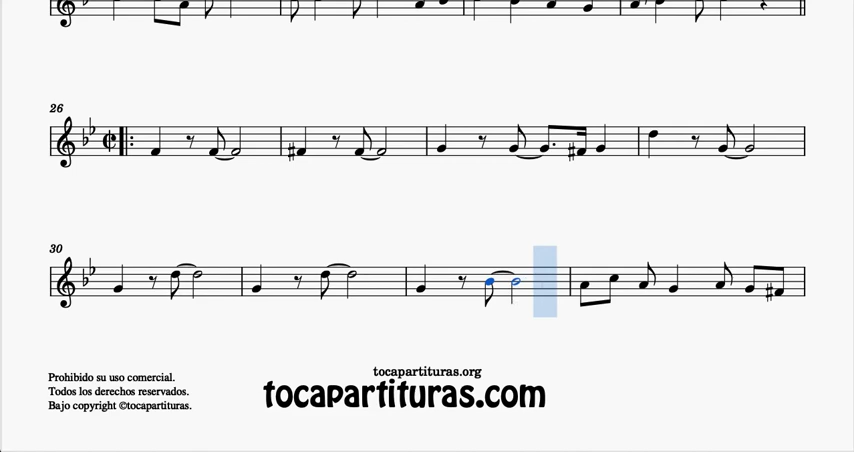 26
30
Prohibido su uso comercial.
Todos los derechos reservados.
Bajo copyright ©tocapartituras.
tocapartituras.org
tocapartituras.com